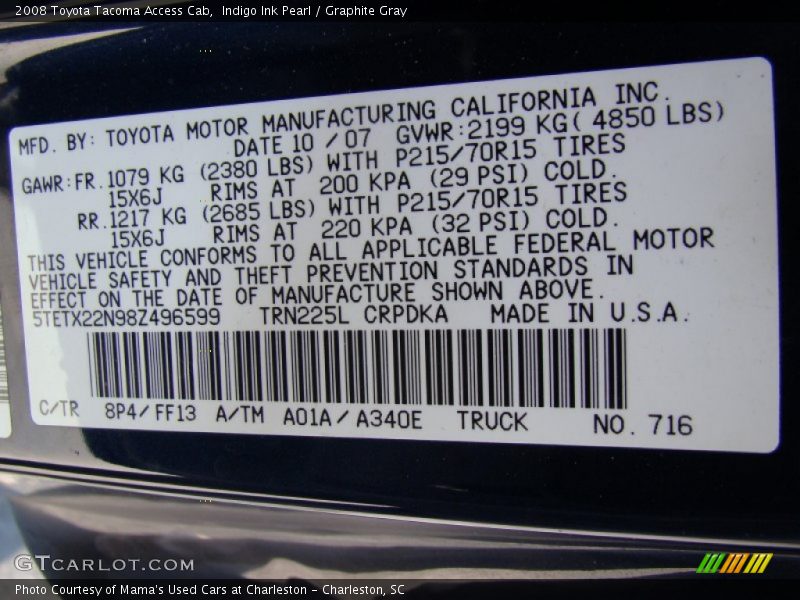 2008 Toyota Tacoma Access Cab,  Indigo Ink Pearl / Graphite Gray
MFD. BY: TOYOTA MOTOR MANUFACTURING CALIFORNIA INC.
DATE 10 /07 GVWR:2199 KG( 4850 LBS)
GAWR:FR.1079 KG (2380 LBS) WITH P215/70R15 TIRES
15X6J RIMS AT 200 KPA (29 PSI) COLD.
RR.1217 KG (2685 LBS) WITH P215/70R15 TIRES
15X6J RIMS AT 220 KPA (32 PSI) COLD.
THIS VEHICLE CONFORMS TO ALL APPLICABLE FEDERAL MOTOR
VEHICLE SAFETY AND THEFT PREVENTION STANDARDS IN
EFFECT ON THE DATE OF MANUFACTURE SHOWN ABOVE.
5TETX22N98Z496599 TRN225L CRPDKA MADE IN U.S.A.
C/TR 8P4/FF13 A/TM A01A/A340E TRUCK NO. 716
GTCARLOT.COM
Photo Courtesy of Mama's Used Cars at Charleston - Charleston, SC